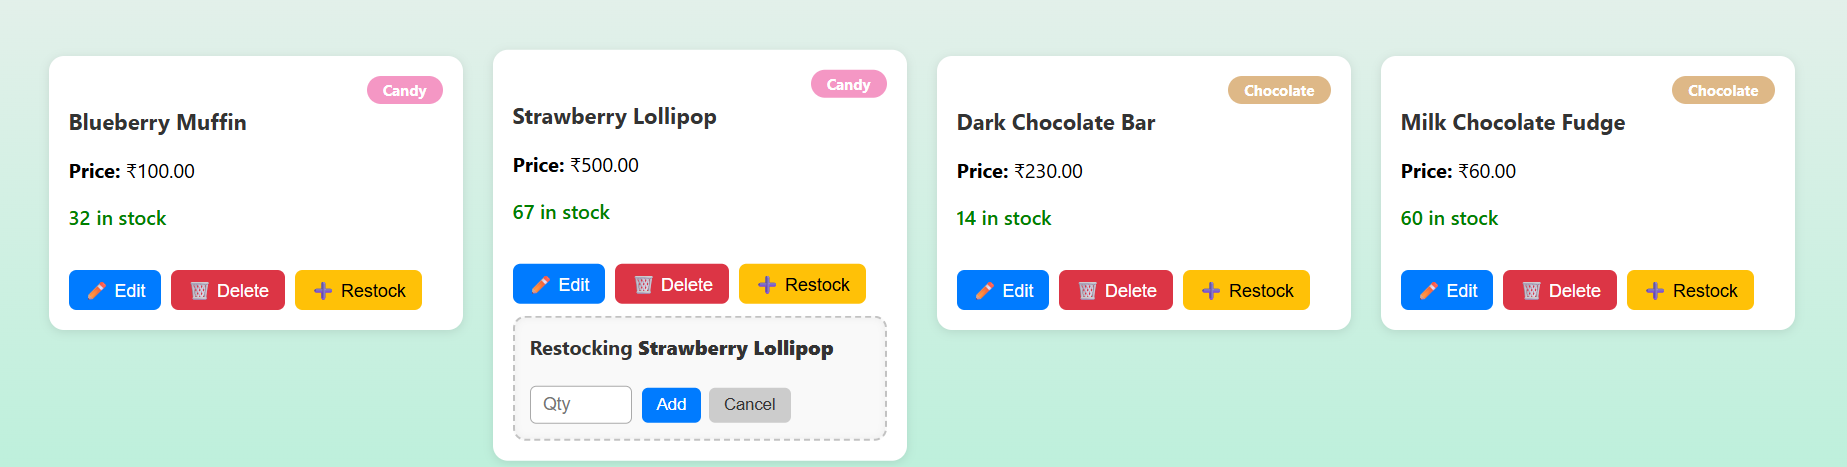 Candy
Blueberry Muffin
Price: ₹100.00
32 in stock
Edit Delete Restock
Candy
Strawberry Lollipop
Price: ₹500.00
67 in stock
Edit Delete Restock
Restocking Strawberry Lollipop
Qty Add Cancel
Chocolate
Dark Chocolate Bar
Price: ₹230.00
14 in stock
Edit Delete Restock
Chocolate
Milk Chocolate Fudge
Price: ₹60.00
60 in stock
Edit Delete Restock